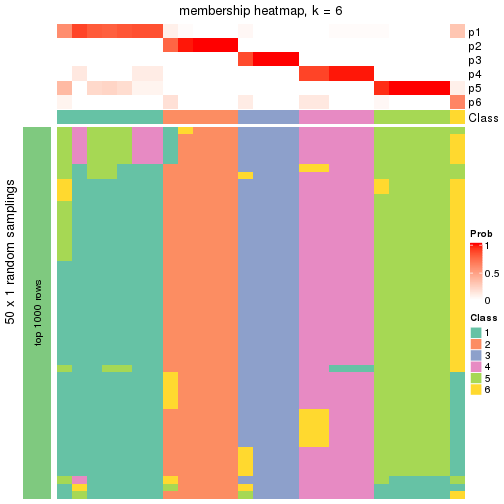 membership heatmap, k = 6
p1
p2
p3
p4
p5
p6
Class
50 x 1 random samplings
top 1000 rows
Prob
1
0.5
0
Class
1
2
3
4
5
6